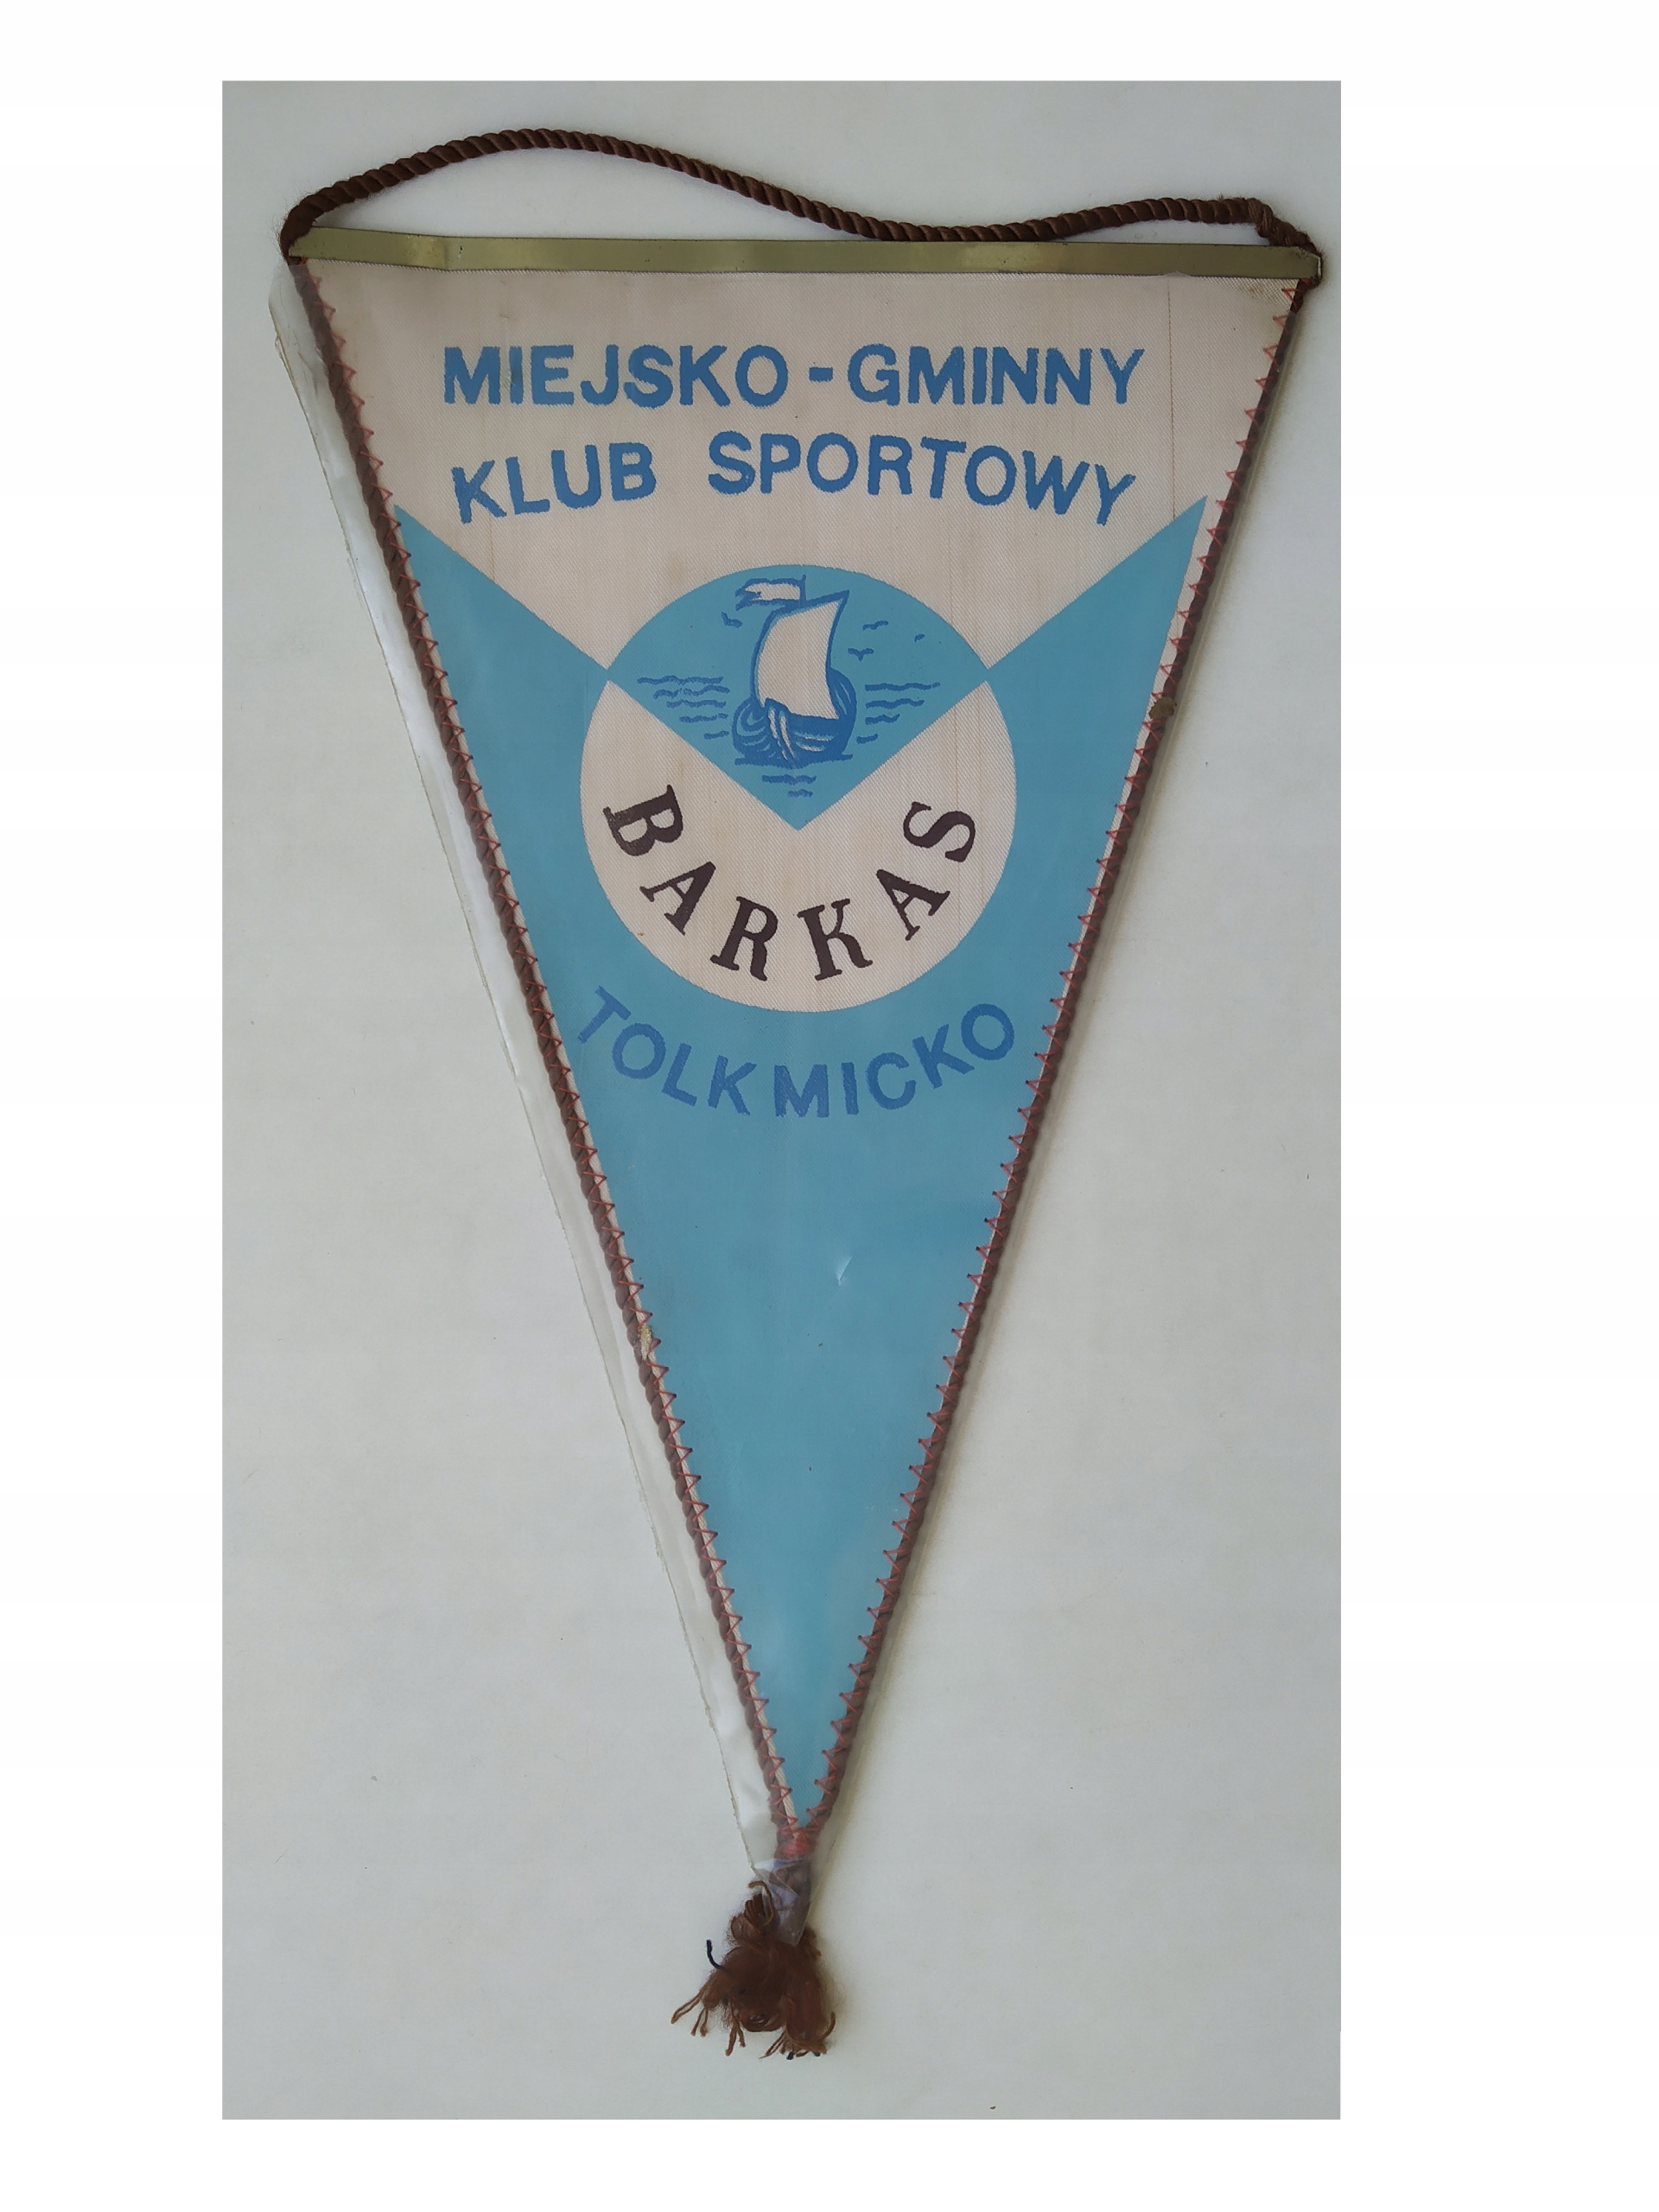 MIEJSKO-GMINNY
KLUB SPORTOWY
BARKAS
TOLKMICKO